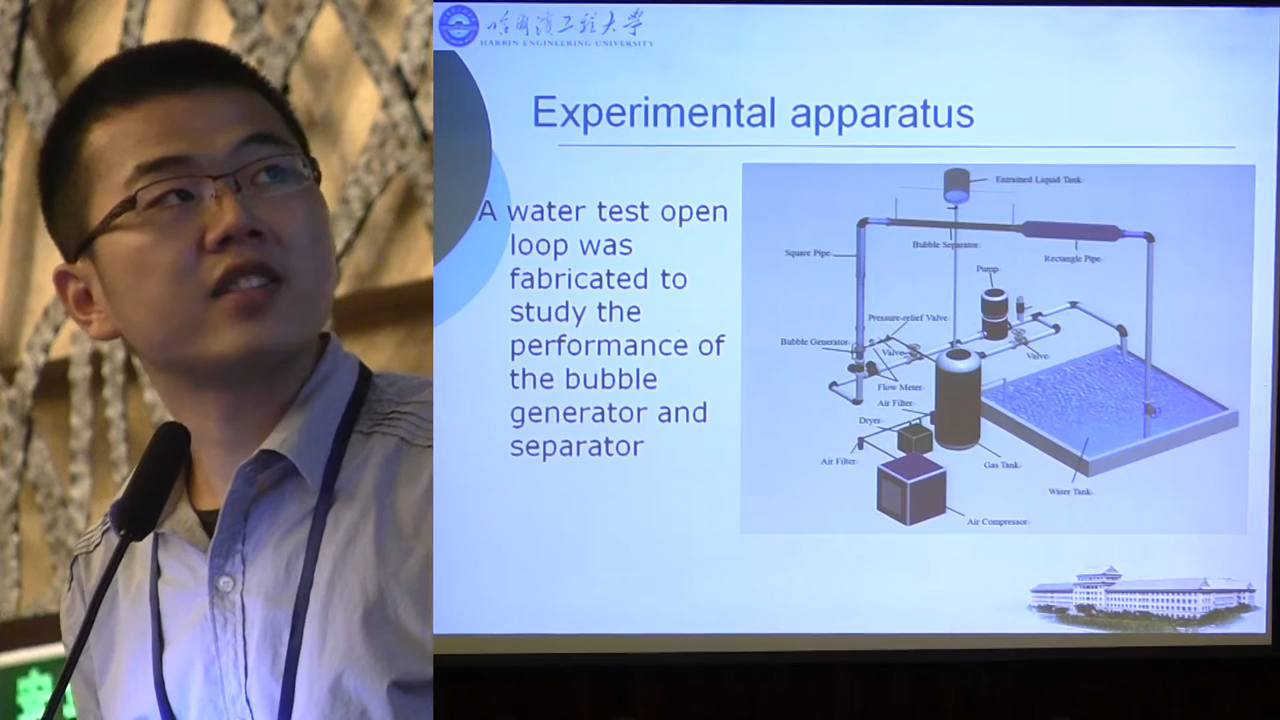 哈尔滨工程大学
HARBIN ENGINEERING UNIVERSITY
Experimental apparatus
A water test open
loop was
fabricated to
study the
performance of
the bubble
generator and
separator
Entrained Liquid Tank
Bubble Separator
Square Pipe
Rectangle Pipe
Pump
Pressure-relief Valve
Bubble Generator
Valve
Valve
Flow Meter
Air Filter
Dryer
Air Filter
Gas Tank
Water Tank
Air Compressor